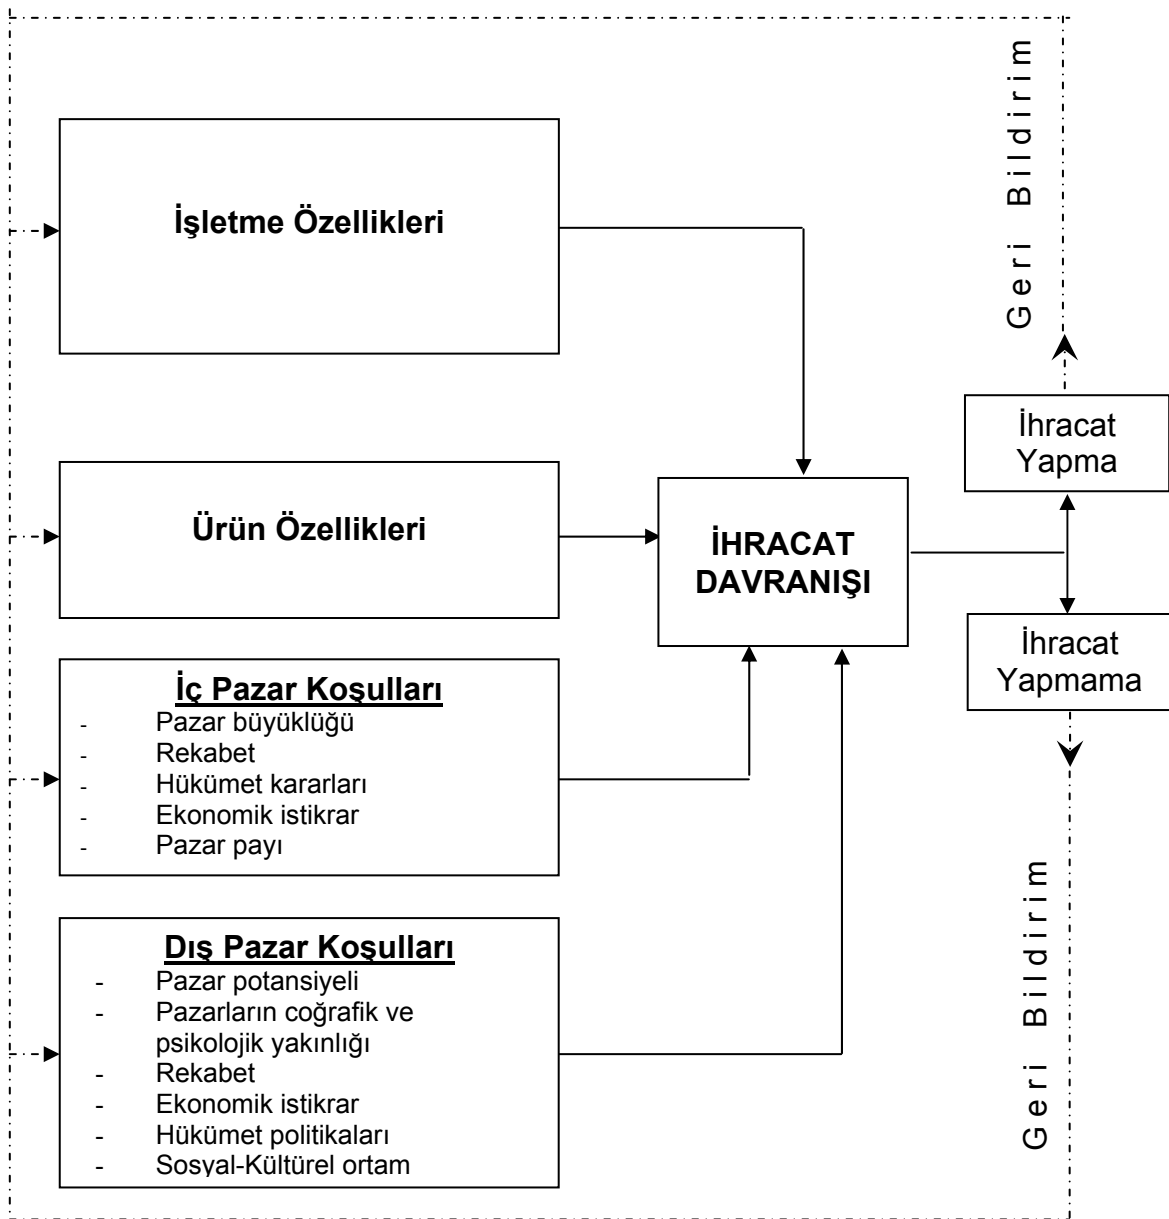 İşletme Özellikleri
Ürün Özellikleri
İç Pazar Koşulları
- Pazar büyüklüğü
- Rekabet
- Hükümet kararları
- Ekonomik istikrar
- Pazar payı
Dış Pazar Koşulları
- Pazar potansiyeli
- Pazarların coğrafik ve
psikolojik yakınlığı
- Rekabet
- Ekonomik istikrar
- Hükümet politikaları
- Sosyal-Kültürel ortam
İHRACAT
DAVRANIŞI
Geri Bildirim
İhracat
Yapma
İhracat
Yapmama
Geri Bildirim